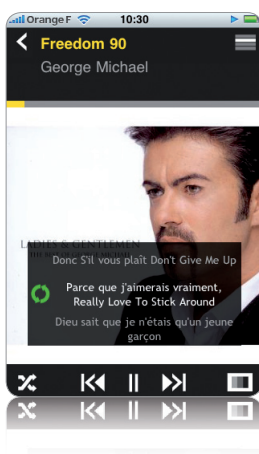 Orange F 10:30
Freedom 90
George Michael
LADIES & GENTLEMEN
Donc S'il vous plaît Don't Give Me Up
Parce que j'aimerais vraiment,
Really Love To Stick Around
Dieu sait que je n'étais qu'un jeune
garçon